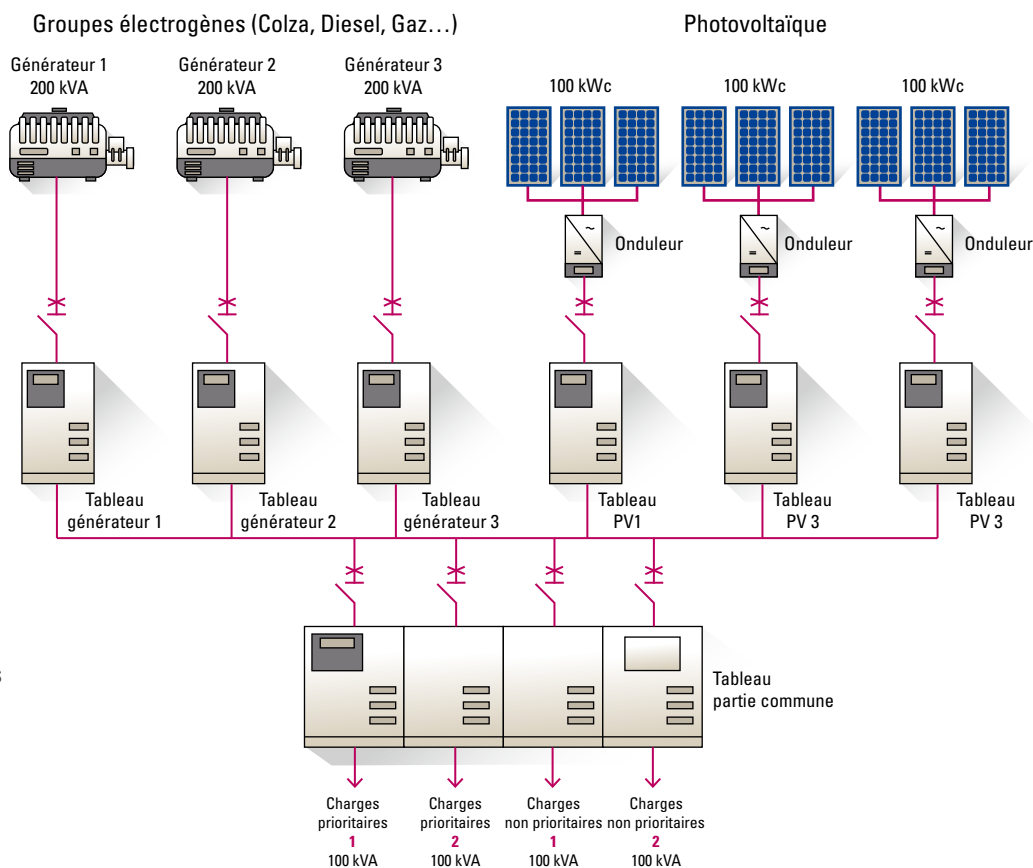 Groupes électrogènes (Colza, Diesel, Gaz…)
Photovoltaïque
Générateur 1
200 kVA
Générateur 2
200 kVA
Générateur 3
200 kVA
100 kWc
100 kWc
100 kWc
Onduleur
Onduleur
Onduleur
Tableau
générateur 1
Tableau
générateur 2
Tableau
générateur 3
Tableau
PV1
Tableau
PV 3
Tableau
PV 3
s
Tableau
partie commune
Charges
prioritaires
1
100 kVA
Charges
prioritaires
2
100 kVA
Charges
non prioritaires
1
100 kVA
Charges
non prioritaires
2
100 kVA